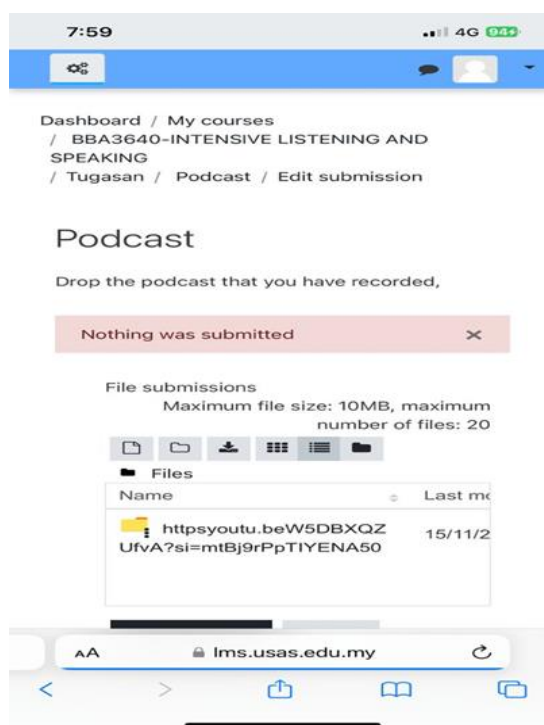 7:59 4G 94
Dashboard / My courses
/ BBA3640-INTENSIVE LISTENING AND
SPEAKING
/ Tugasan / Podcast / Edit submission
Podcast
Drop the podcast that you have recorded,
Nothing was submitted ×
File submissions
Maximum file size: 10MB, maximum
number of files: 20
Files
Name Last mo
httpsyoutu.beW5DBXQZ 15/11/2
UfvA?si=mtBj9rPpTIYENA50
AA lms.usas.edu.my